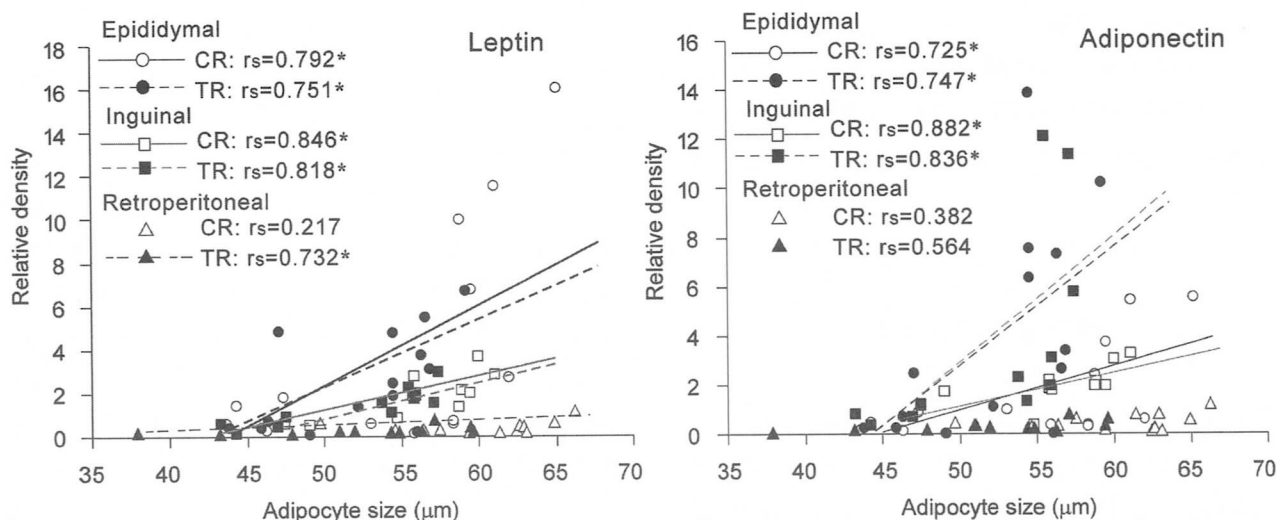 Epididymal
CR: rs=0.792*
TR: rs=0.751*
Inguinal
CR: rs=0.846*
TR: rs=0.818*
Retroperitoneal
CR: rs=0.217
TR: rs=0.732*
Leptin
Relative density
18
16
14
12
10
8
6
4
2
0
35 40 45 50 55 60 65 70
Adipocyte size (μm)
Epididymal
CR: rs=0.725*
TR: rs=0.747*
Inguinal
CR: rs=0.882*
TR: rs=0.836*
Retroperitoneal
CR: rs=0.382
TR: rs=0.564
Adiponectin
Relative density
16
14
12
10
8
6
4
2
0
35 40 45 50 55 60 65 70
Adipocyte size (μm)